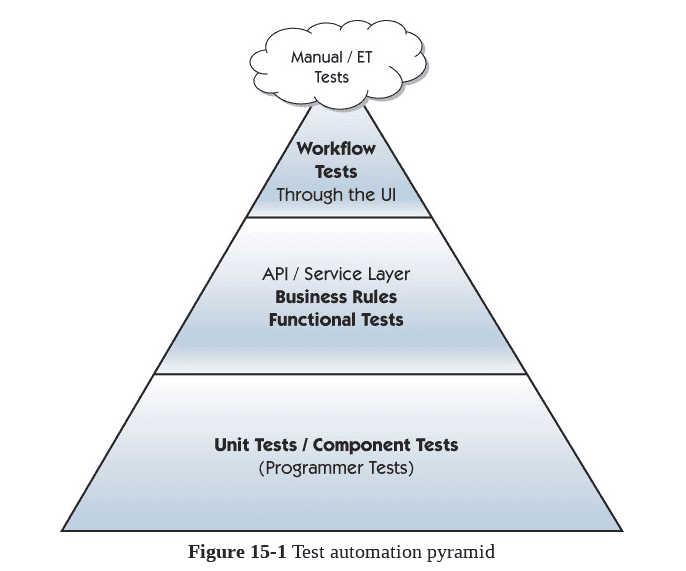 Manual / ET
Tests
Workflow
Tests
Through the UI
API / Service Layer
Business Rules
Functional Tests
Unit Tests / Component Tests
(Programmer Tests)
Figure 15-1 Test automation pyramid